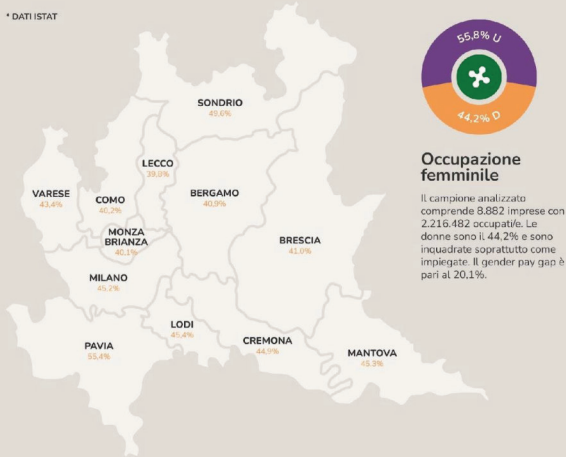 * DATI ISTAT
55,8% U
44,2% D
Occupazione
femminile
Il campione analizzato
comprende 8.882 imprese con
2.216.482 occupati/e. Le
donne sono il 44,2% e sono
inquadrate soprattutto come
impiegate. Il gender pay gap è
pari al 20,1%.
SONDRIO
49,6%
LECCO
39,0%
VARESE
43,4%
COMO
40,2%
BERGAMO
40,9%
MONZA
BRIANZA
40,1%
BRESCIA
41,0%
MILANO
45,2%
LODI
45,4%
PAVIA
55,4%
CREMONA
44,9%
MANTOVA
45,3%